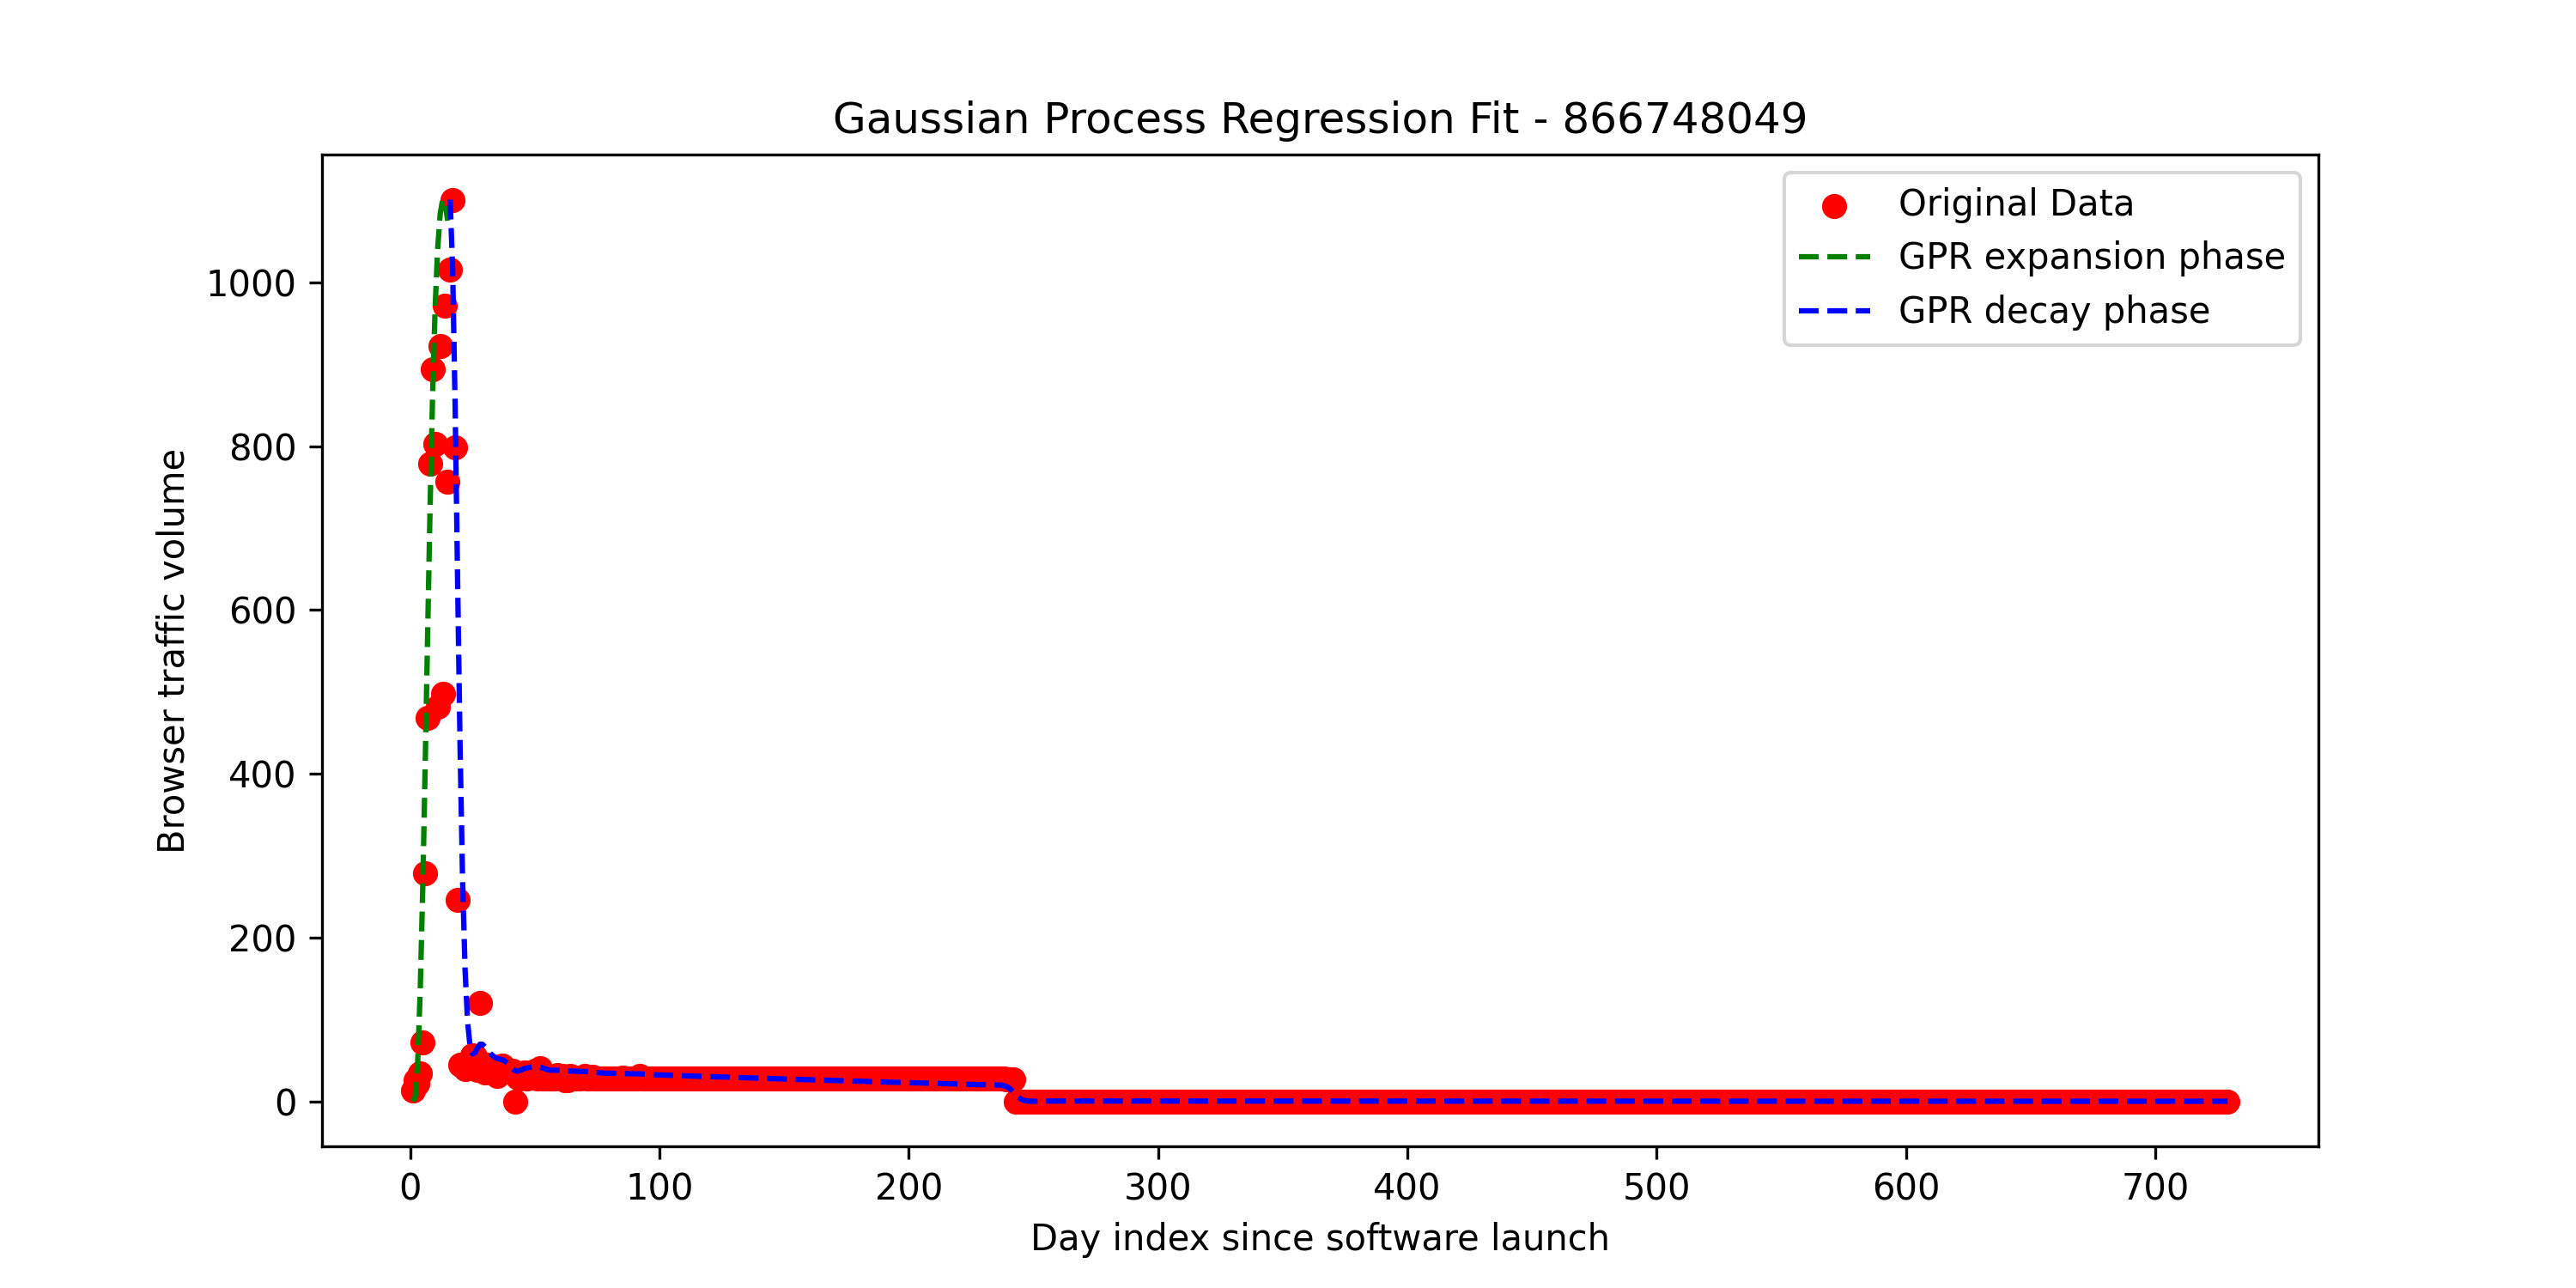 Gaussian Process Regression Fit - 866748049
Original Data
GPR expansion phase
GPR decay phase
Browser traffic volume
1000
800
600
400
200
0
0 100 200 300 400 500 600 700
Day index since software launch